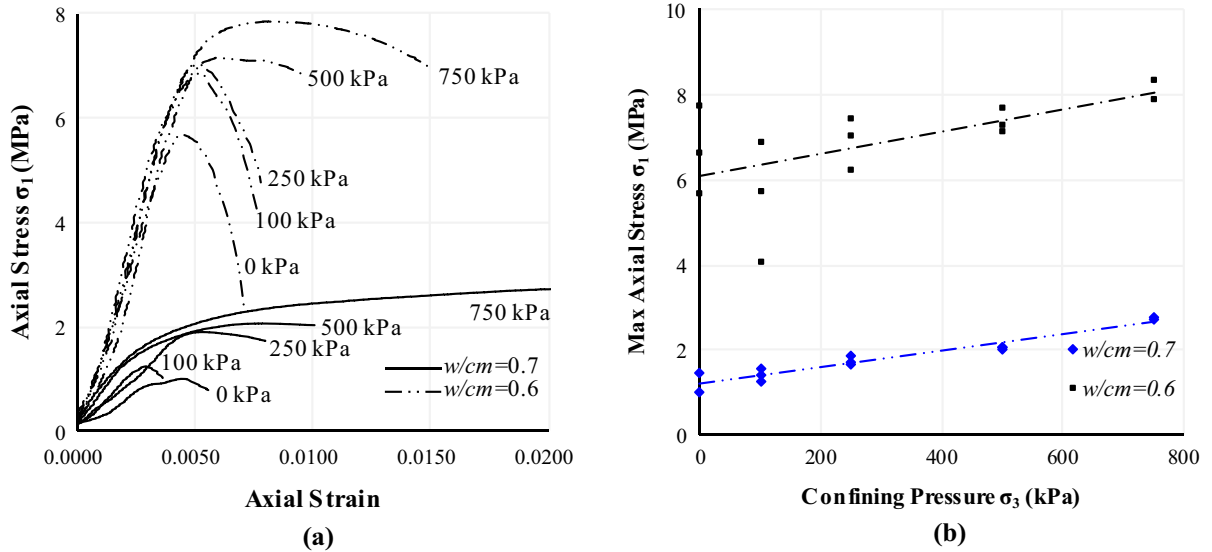 8
6
4
2
0
0.0000
0.0050
0.0100
0.0150
0.0200
Axial Stress σ1 (MPa)
Axial Strain
750 kPa
500 kPa
250 kPa
100 kPa
0 kPa
750 kPa
500 kPa
250 kPa
100 kPa
0 kPa
w/cm=0.7
w/cm=0.6
(a)
10
8
6
4
2
0
0
200
400
600
800
Max Axial Stress σ1 (MPa)
Confining Pressure σ3 (kPa)
w/cm=0.7
w/cm=0.6
(b)